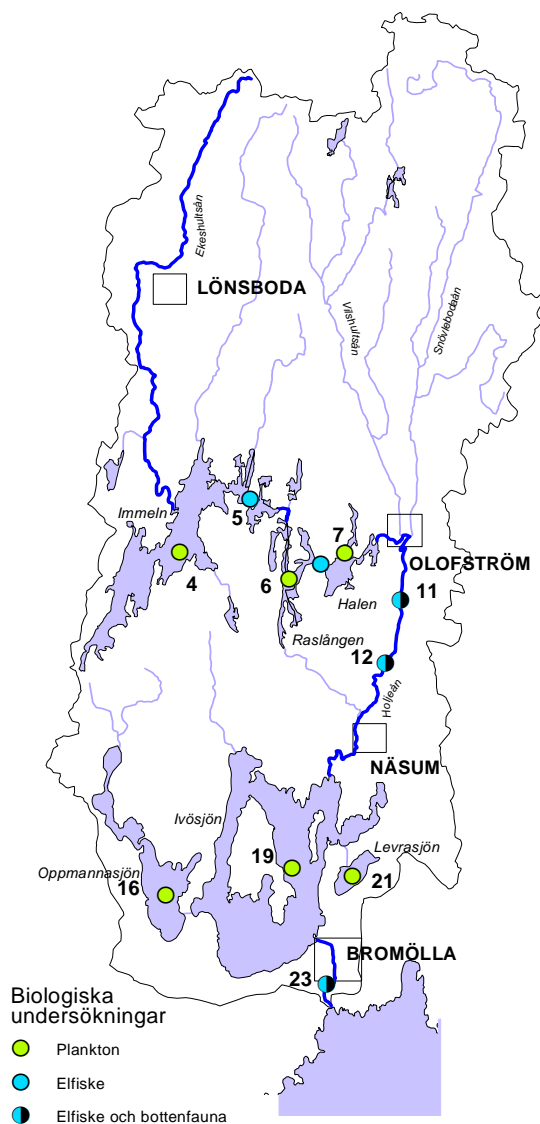 Ekeshultsån
LÖNSBODA
Vilshultsån
Snövlebodaån
Immeln
5
7
4
6
OLOFSTRÖM
11
Halen
Raslången
12
Holjeån
NÄSUM
Ivösjön
Levrasjön
19
Oppmannasjön
16
21
BROMÖLLA
23
Biologiska
undersökningar
Plankton
Elfiske
Elfiske och bottenfauna